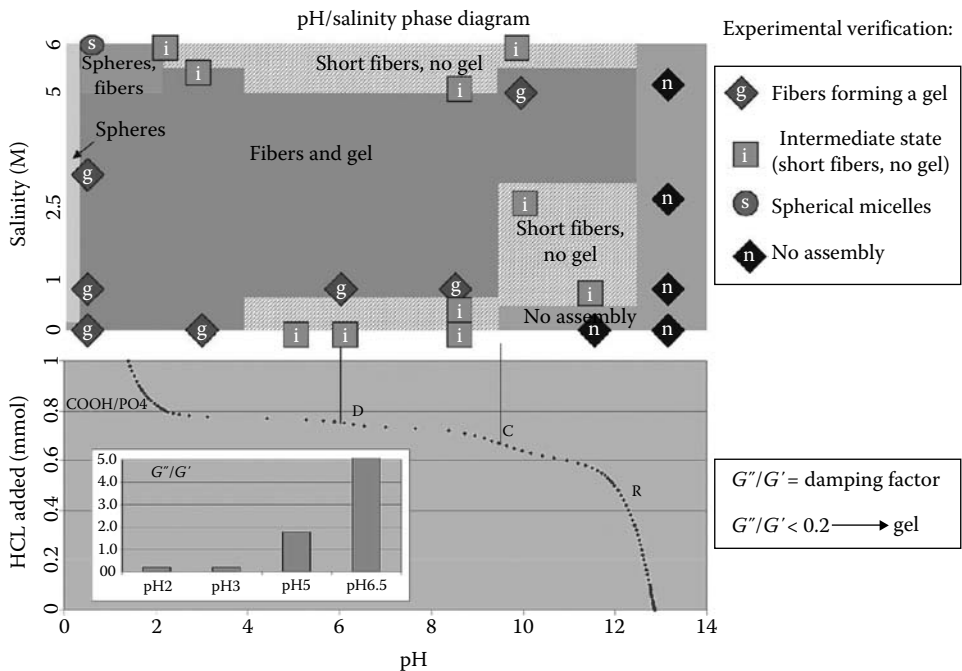 pH/salinity phase diagram
Salinity (M)
6
5
2.5
1
0
s
i
i
i
Spheres,
fibers
Short fibers, no gel
i
g
n
Spheres
Fibers and gel
g
i
n
Short fibers,
no gel
g
g
g
i
i
n
No assembly
g
g
i
i
i
n
n
Experimental verification:
g Fibers forming a gel
i Intermediate state
(short fibers, no gel)
s Spherical micelles
n No assembly
HCL added (mmol)
1
0.8
0.6
0.4
0.2
0
COOH/PO4
D
C
R
G″/G′
5.0
4.0
3.0
2.0
1.0
00
pH2
pH3
pH5
pH6.5
0
2
4
6
8
10
12
14
pH
G″/G′ = damping factor
G″/G′ < 0.2 → gel